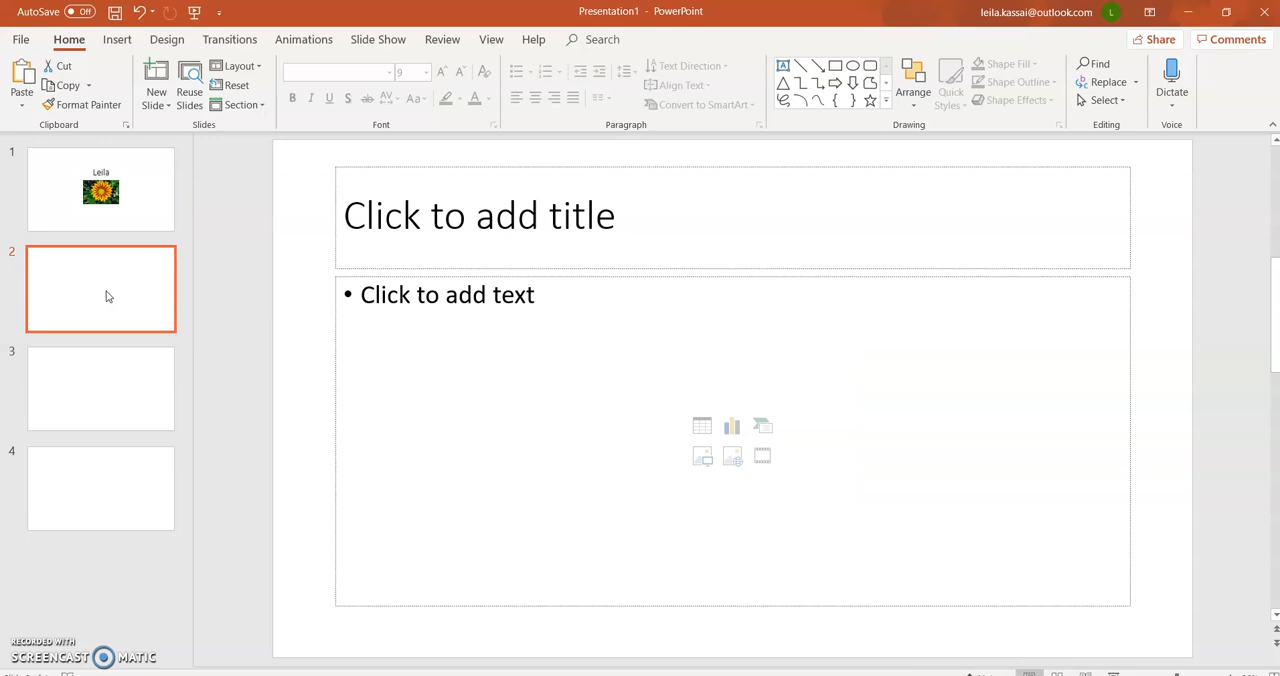 AutoSave Off
Presentation1 - PowerPoint
leila.kassai@outlook.com L
File Home Insert Design Transitions Animations Slide Show Review View Help Search
Share Comments
Paste
Cut
Copy
Format Painter
Clipboard
New Slide
Reuse Slides
Layout
Reset
Section
Slides
9
B I U S ab AV Aa A
Font
Text Direction
Align Text
Convert to SmartArt
Paragraph
Arrange
Quick Styles
Shape Fill
Shape Outline
Shape Effects
Drawing
Find
Replace
Select
Editing
Dictate
Voice
1
Leila
2
3
4
Click to add title
• Click to add text
RECORDED WITH
SCREENCAST MATIC